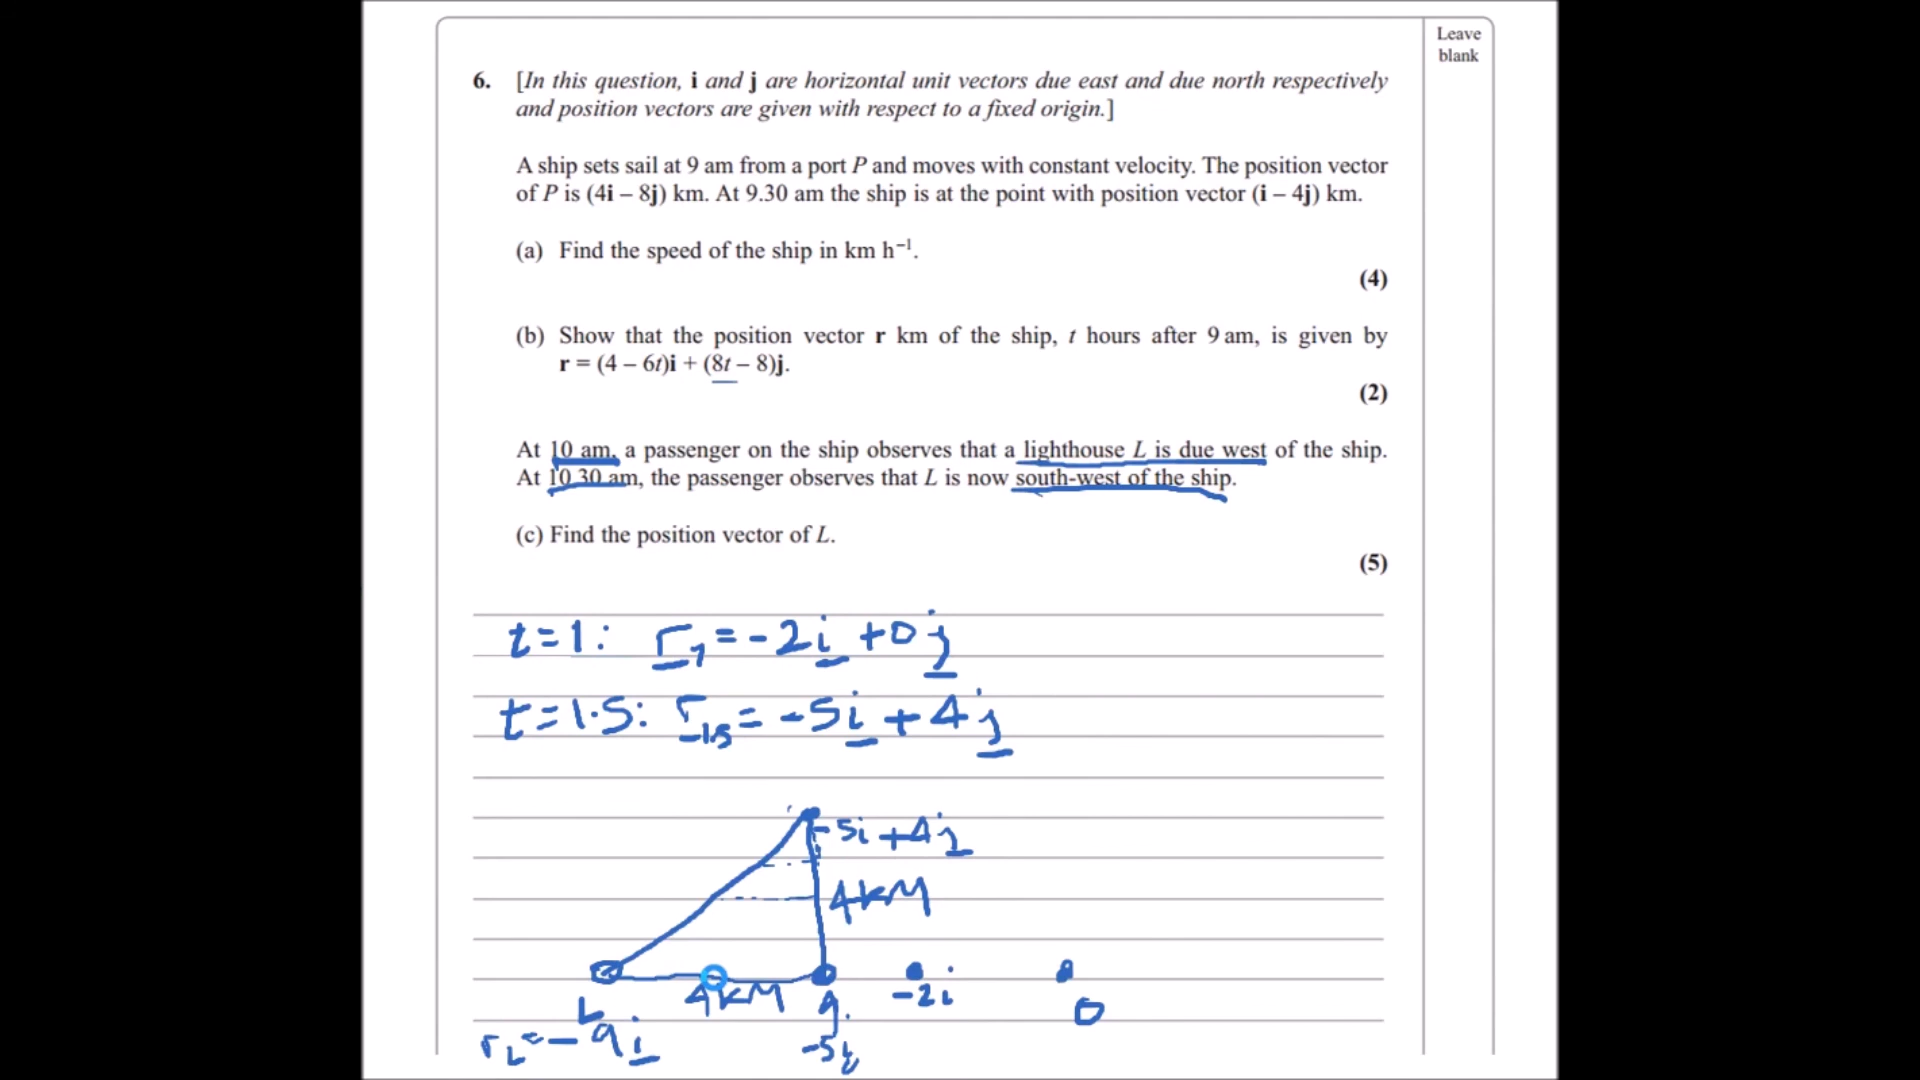 Leave
blank
6. [In this question, i and j are horizontal unit vectors due east and due north respectively
and position vectors are given with respect to a fixed origin.]
A ship sets sail at 9 am from a port P and moves with constant velocity. The position vector
of P is (4i – 8j) km. At 9.30 am the ship is at the point with position vector (i – 4j) km.
(a) Find the speed of the ship in km h⁻¹.
(4)
(b) Show that the position vector r km of the ship, t hours after 9 am, is given by
r = (4 – 6t)i + (8t – 8)j.
(2)
At 10 am, a passenger on the ship observes that a lighthouse L is due west of the ship.
At 10.30 am, the passenger observes that L is now south-west of the ship.
(c) Find the position vector of L.
(5)
t=1: r₁ = -2i +0j
t=1.5: r₁.₅ = -5i + 4j
-5i +4j
4KM
4KM
-2i
O
L
-5i
r_L = -9i